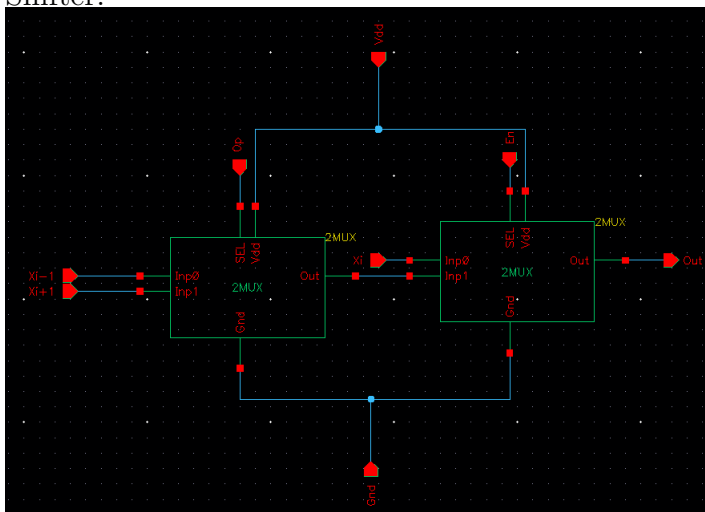 Shifter:
Vdd
Op
En
2MUX
2MUX
SEL
Vdd
SEL
Vdd
Xi
Inp0
Out
Out
Xi-1
Inp0
Out
Inp1
2MUX
Xi+1
Inp1
2MUX
Gnd
Gnd
Gnd